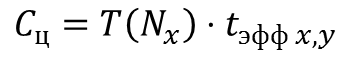 C_ц = T(N_x) · t_эфф x,y